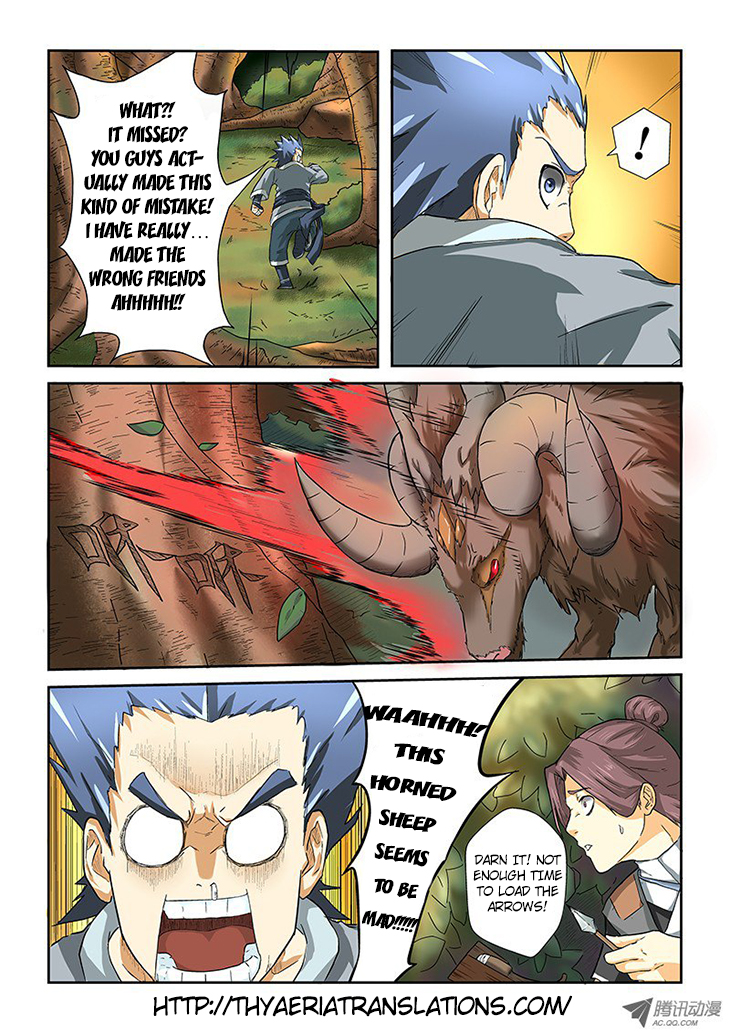 WHAT?!
IT MISSED?
YOU GUYS ACT-
UALLY MADE THIS
KIND OF MISTAKE!
I HAVE REALLY...
MADE THE
WRONG FRIENDS
AHHHHH!!
!
呼 呼
WAAHHH!
THIS
HORNED
SHEEP
SEEMS
TO BE
MAD!!!!!
DARN IT! NOT
ENOUGH TIME
TO LOAD THE
ARROWS!
HTTP://THYAERIATRANSLATIONS.COM/
腾讯动漫
AC.QQ.COM